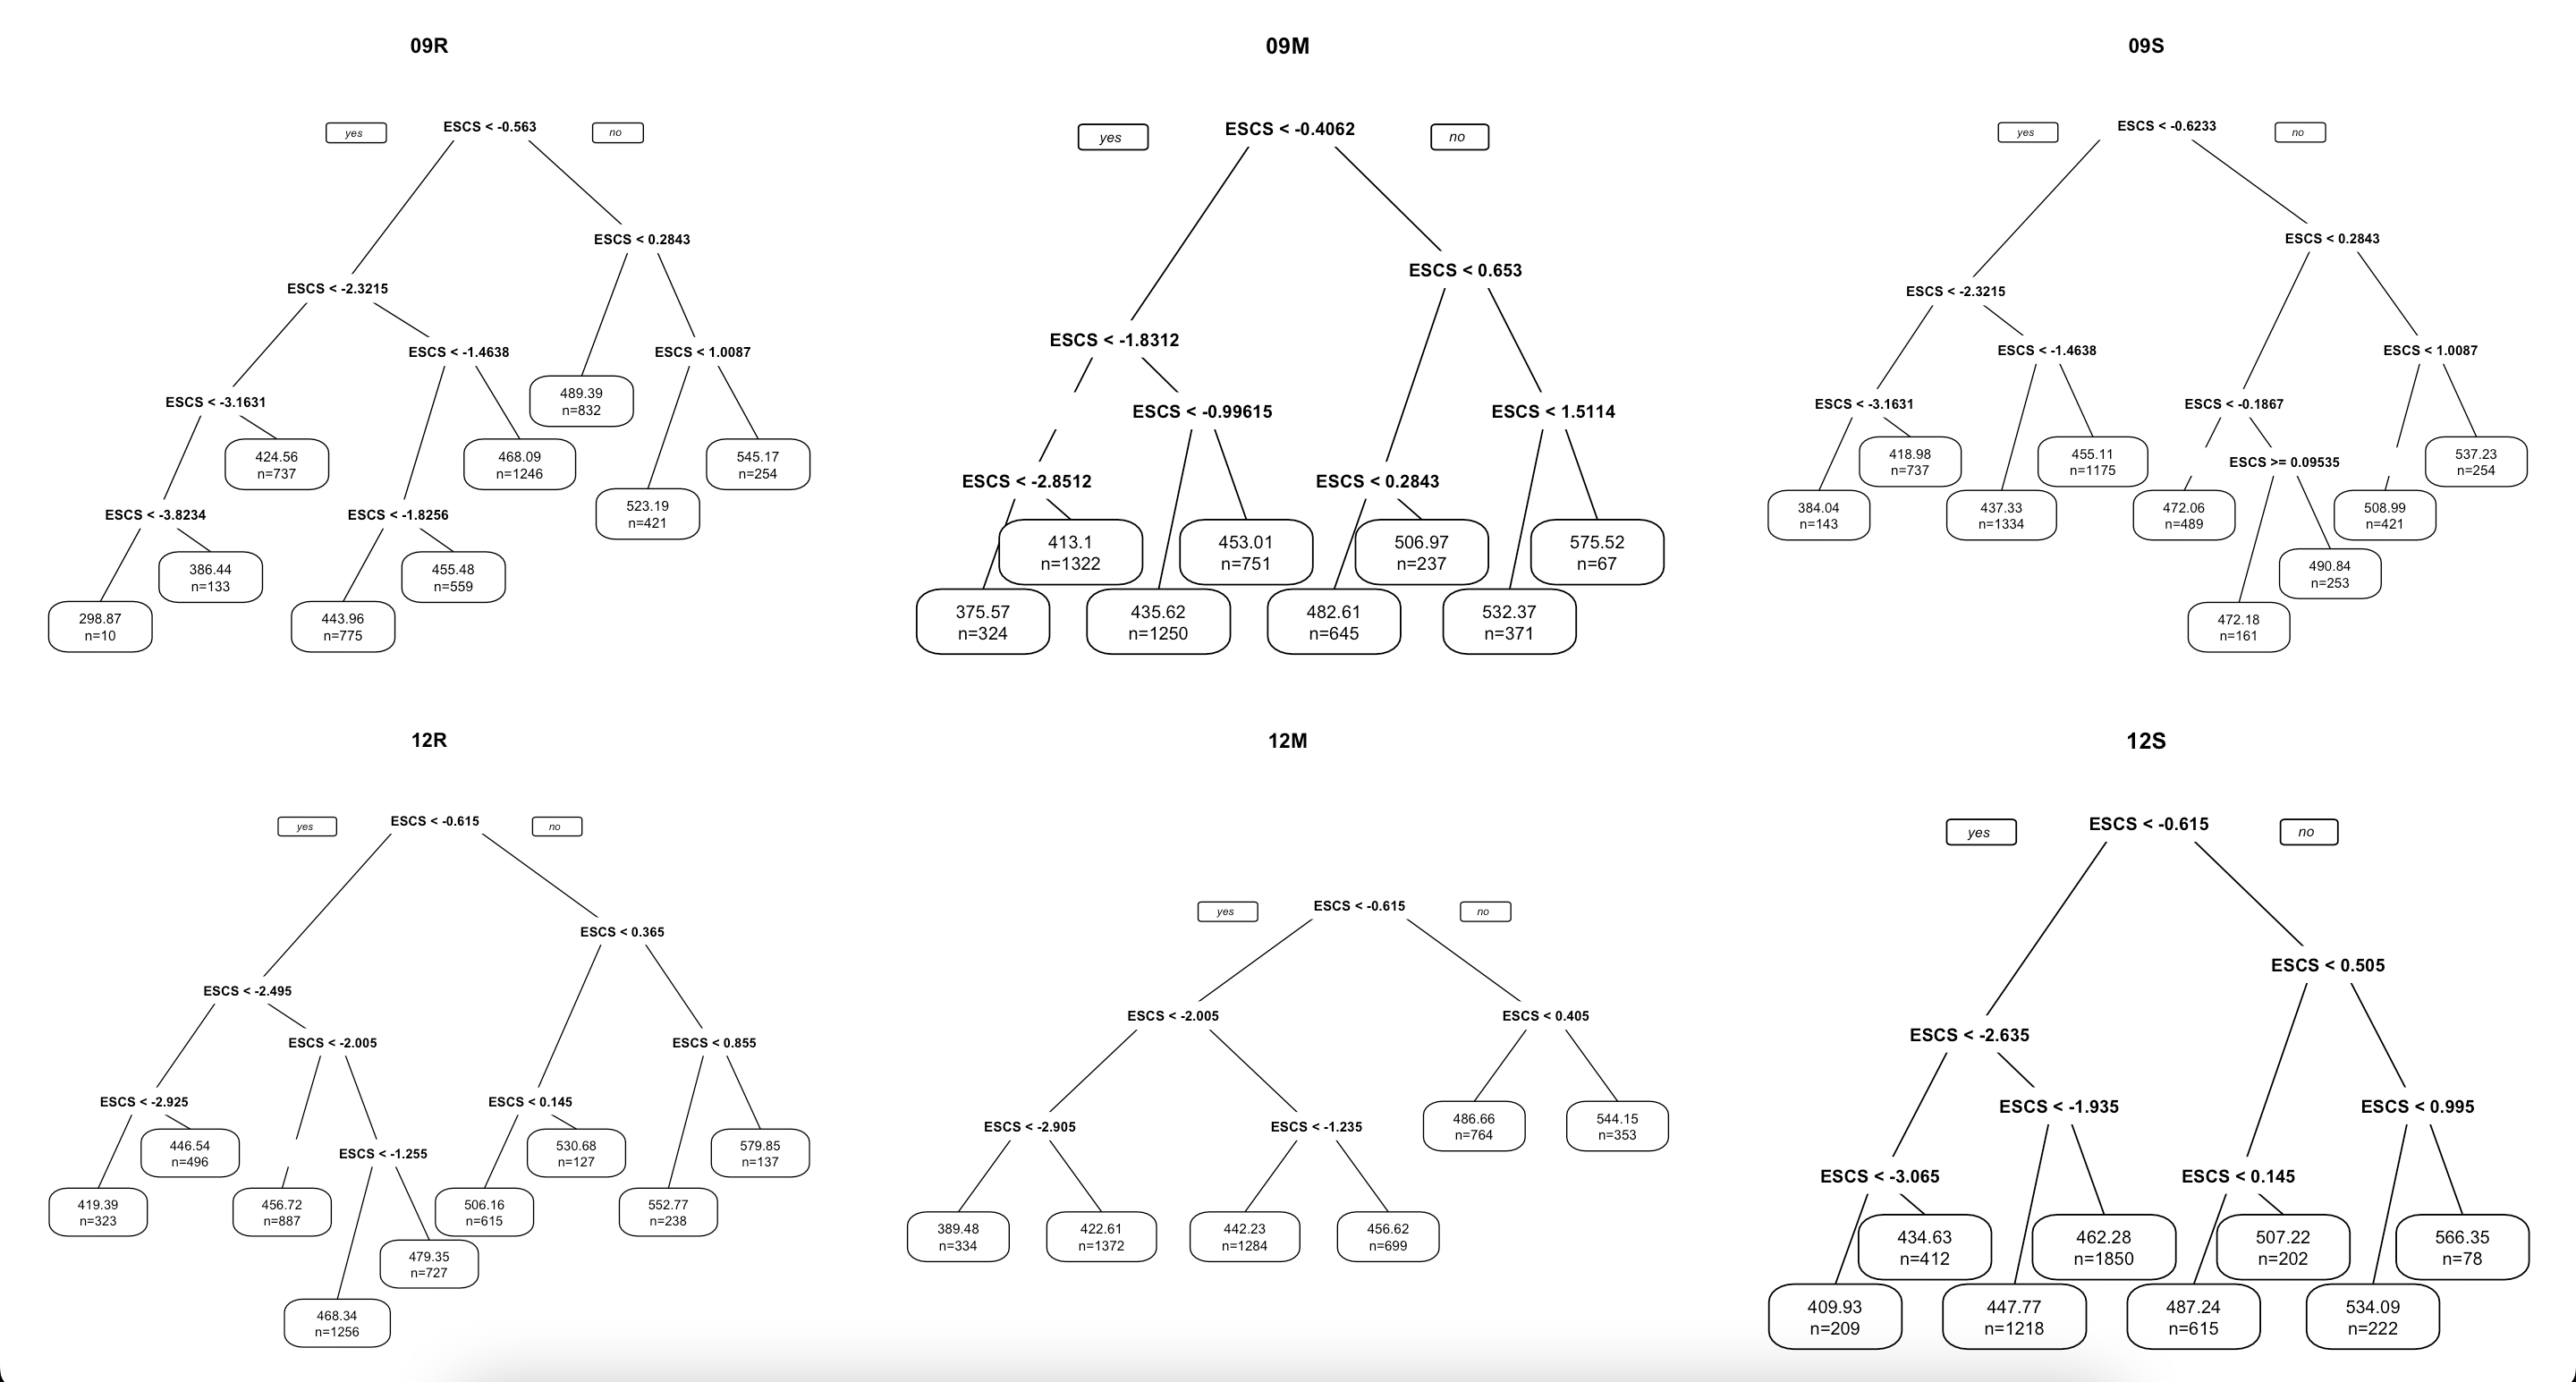 09R
yes
ESCS < -0.563
no
ESCS < 0.2843
ESCS < -2.3215
ESCS < -1.4638
ESCS < 1.0087
ESCS < -3.1631
489.39
n=832
424.56
n=737
468.09
n=1246
545.17
n=254
523.19
n=421
ESCS < -3.8234
ESCS < -1.8256
386.44
n=133
455.48
n=559
298.87
n=10
443.96
n=775
09M
yes
ESCS < -0.4062
no
ESCS < 0.653
ESCS < -1.8312
ESCS < -0.99615
ESCS < 1.5114
ESCS < -2.8512
ESCS < 0.2843
413.1
n=1322
453.01
n=751
506.97
n=237
575.52
n=67
375.57
n=324
435.62
n=1250
482.61
n=645
532.37
n=371
09S
yes
ESCS < -0.6233
no
ESCS < 0.2843
ESCS < -2.3215
ESCS < -1.4638
ESCS < 1.0087
ESCS < -3.1631
ESCS < -0.1867
418.98
n=737
455.11
n=1175
ESCS >= 0.09535
537.23
n=254
384.04
n=143
437.33
n=1334
472.06
n=489
508.99
n=421
490.84
n=253
472.18
n=161
12R
yes
ESCS < -0.615
no
ESCS < 0.365
ESCS < -2.495
ESCS < -2.005
ESCS < 0.855
ESCS < -2.925
ESCS < 0.145
446.54
n=496
ESCS < -1.255
530.68
n=127
579.85
n=137
419.39
n=323
456.72
n=887
506.16
n=615
552.77
n=238
479.35
n=727
468.34
n=1256
12M
yes
ESCS < -0.615
no
ESCS < -2.005
ESCS < 0.405
ESCS < -2.905
ESCS < -1.235
486.66
n=764
544.15
n=353
389.48
n=334
422.61
n=1372
442.23
n=1284
456.62
n=699
12S
yes
ESCS < -0.615
no
ESCS < 0.505
ESCS < -2.635
ESCS < -1.935
ESCS < 0.995
ESCS < -3.065
ESCS < 0.145
434.63
n=412
462.28
n=1850
507.22
n=202
566.35
n=78
409.93
n=209
447.77
n=1218
487.24
n=615
534.09
n=222